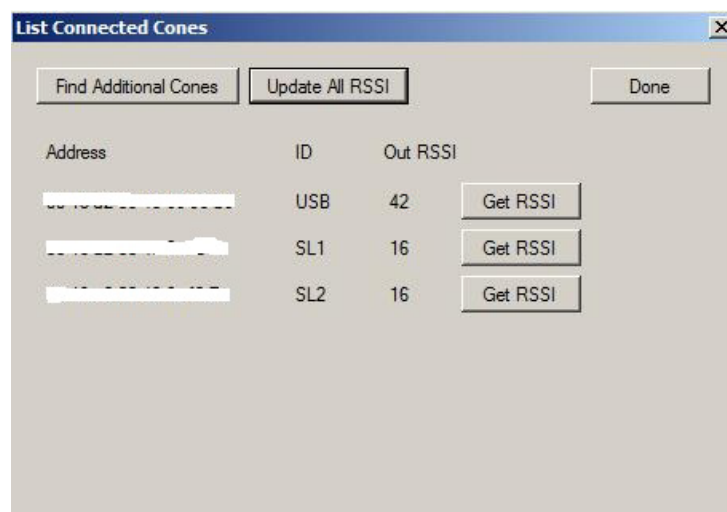 List Connected Cones
Find Additional Cones Update All RSSI Done
Address ID Out RSSI
USB 42 Get RSSI
SL1 16 Get RSSI
SL2 16 Get RSSI